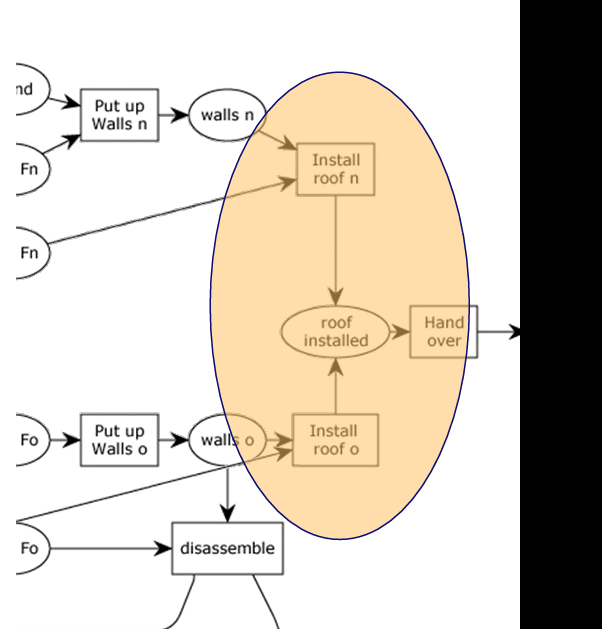 nd
Put up
Walls n
walls n
Fn
Install
roof n
Fn
roof
installed
Hand
over
Fo
Put up
Walls o
walls o
Install
roof o
Fo
disassemble